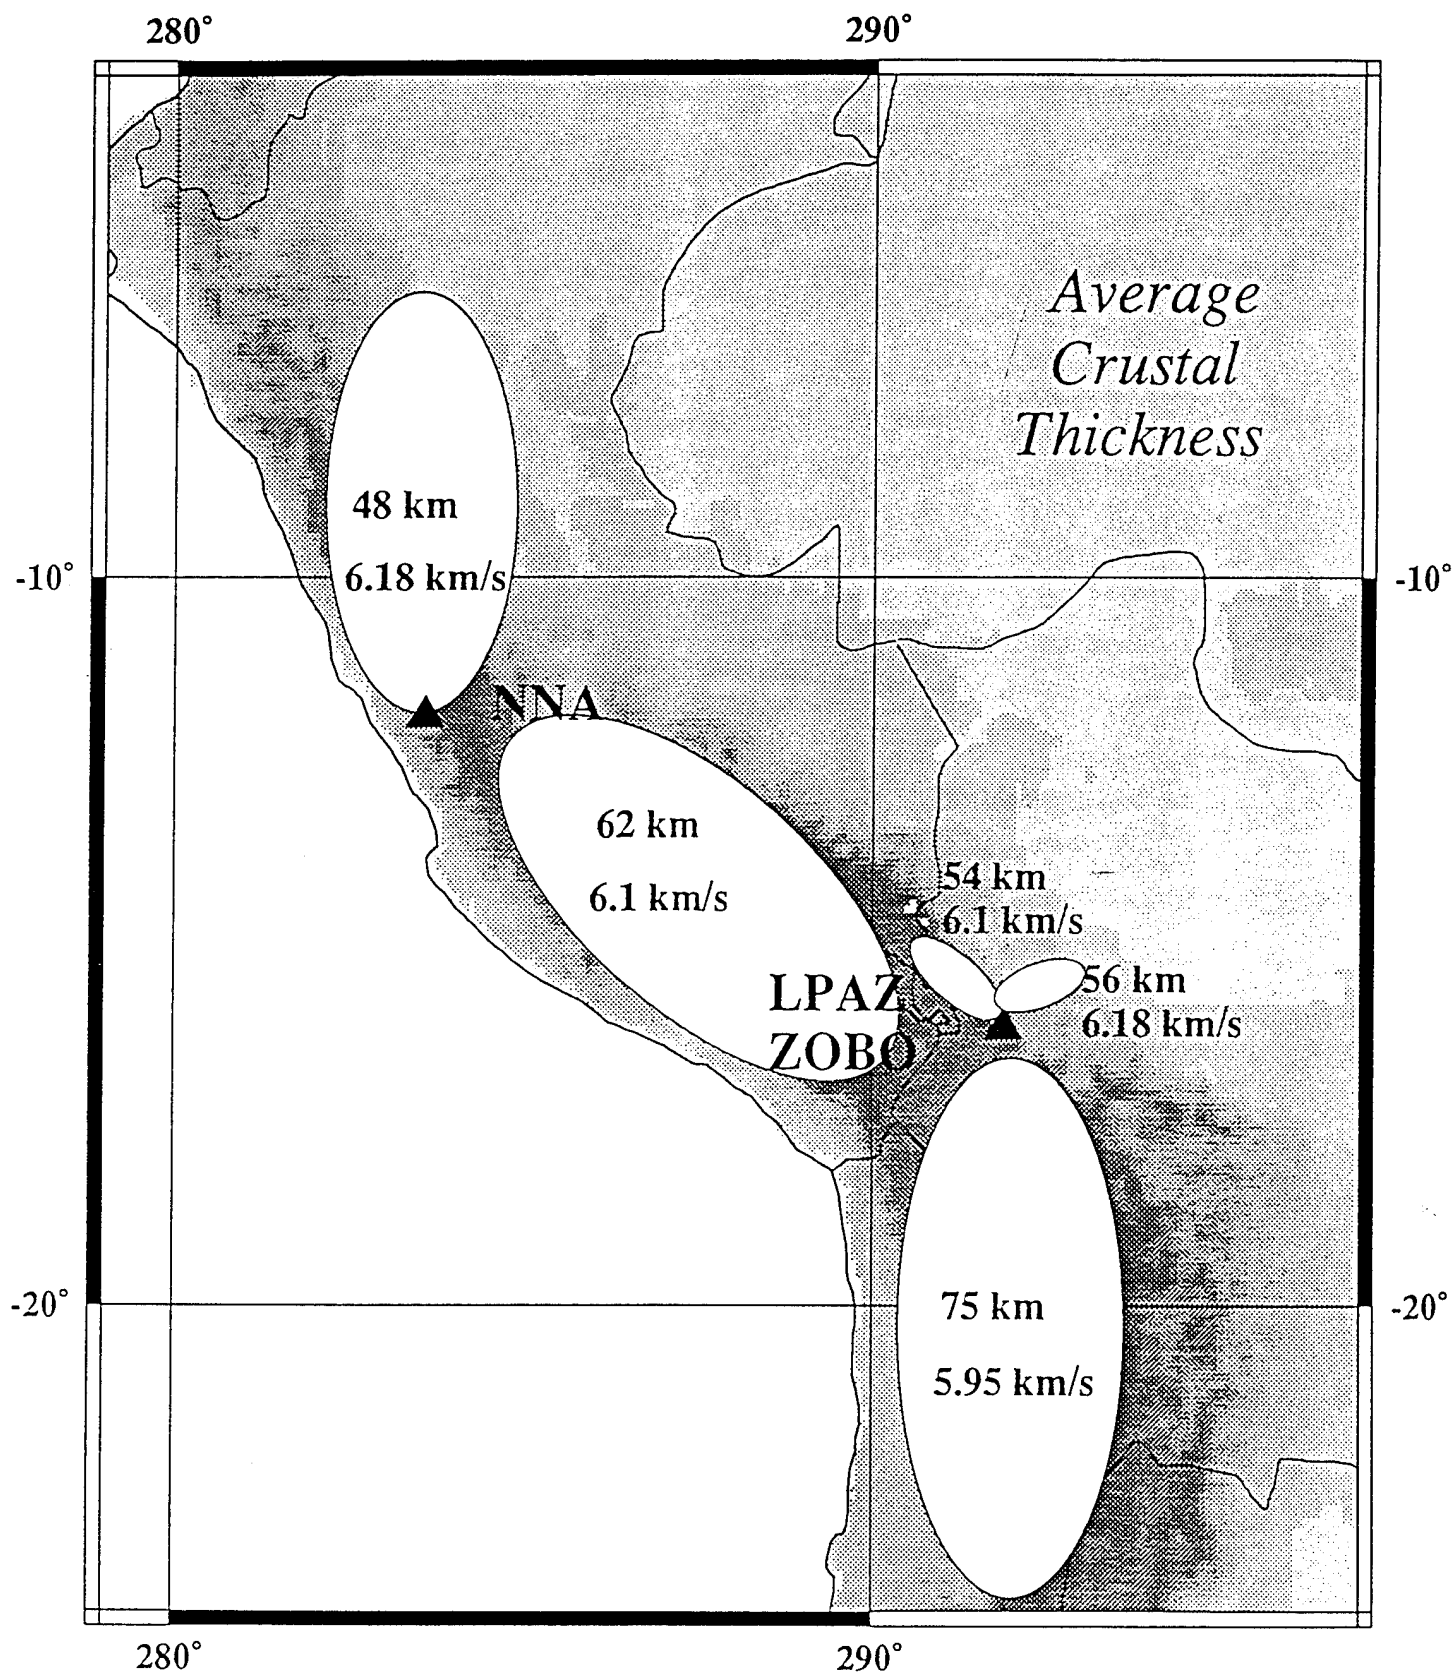 280°
290°
Average
Crustal
Thickness
48 km
-10°
6.18 km/s
-10°
NNA
62 km
6.1 km/s
54 km
6.1 km/s
LPAZ
56 km
6.18 km/s
ZOBO
-20°
75 km
-20°
5.95 km/s
280°
290°